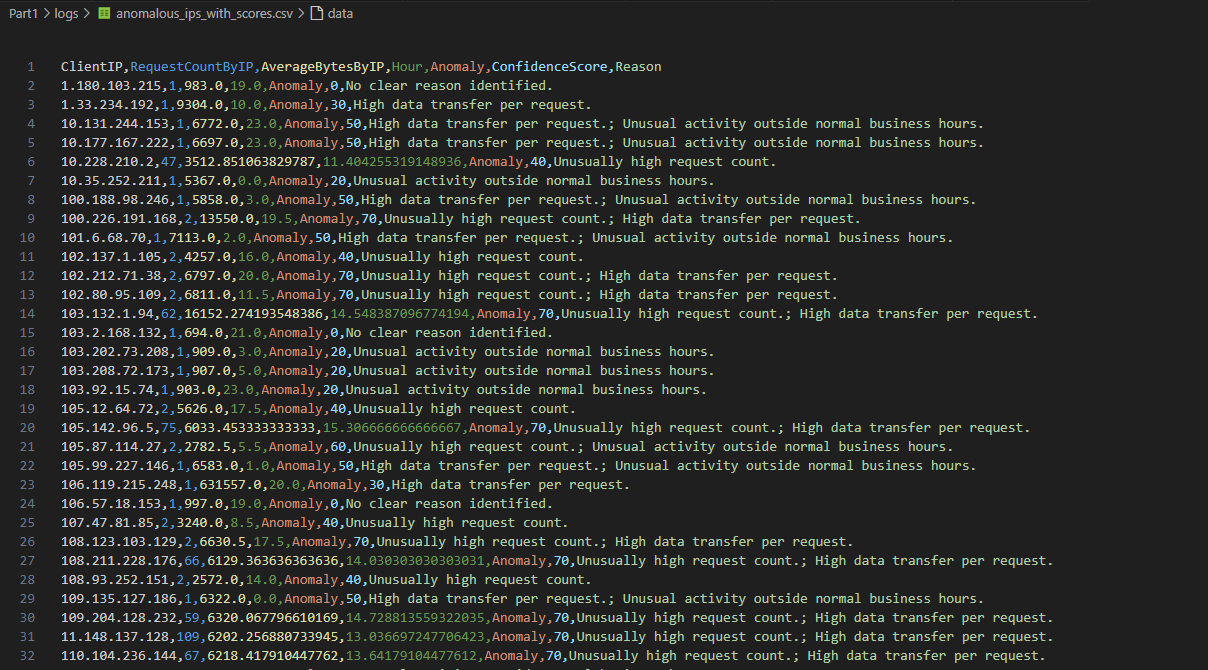 Part1 > logs > anomalous_ips_with_scores.csv > data
1 ClientIP,RequestCountByIP,AverageBytesByIP,Hour,Anomaly,ConfidenceScore,Reason
2 1.180.103.215,1,983.0,19.0,Anomaly,0,No clear reason identified.
3 1.33.234.192,1,9304.0,10.0,Anomaly,30,High data transfer per request.
4 10.131.244.153,1,6772.0,23.0,Anomaly,50,High data transfer per request.; Unusual activity outside normal business hours.
5 10.177.167.222,1,6697.0,23.0,Anomaly,50,High data transfer per request.; Unusual activity outside normal business hours.
6 10.228.210.2,47,3512.851063829787,11.404255319148936,Anomaly,40,Unusually high request count.
7 10.35.252.211,1,5367.0,0.0,Anomaly,20,Unusual activity outside normal business hours.
8 100.188.98.246,1,5858.0,3.0,Anomaly,50,High data transfer per request.; Unusual activity outside normal business hours.
9 100.226.191.168,2,13550.0,19.5,Anomaly,70,Unusually high request count.; High data transfer per request.
10 101.6.68.70,1,7113.0,2.0,Anomaly,50,High data transfer per request.; Unusual activity outside normal business hours.
11 102.137.1.105,2,4257.0,16.0,Anomaly,40,Unusually high request count.
12 102.212.71.38,2,6797.0,20.0,Anomaly,70,Unusually high request count.; High data transfer per request.
13 102.80.95.109,2,6811.0,11.5,Anomaly,70,Unusually high request count.; High data transfer per request.
14 103.132.1.94,62,16152.274193548386,14.548387096774194,Anomaly,70,Unusually high request count.; High data transfer per request.
15 103.2.168.132,1,694.0,21.0,Anomaly,0,No clear reason identified.
16 103.202.73.208,1,909.0,3.0,Anomaly,20,Unusual activity outside normal business hours.
17 103.208.72.173,1,907.0,5.0,Anomaly,20,Unusual activity outside normal business hours.
18 103.92.15.74,1,903.0,23.0,Anomaly,20,Unusual activity outside normal business hours.
19 105.12.64.72,2,5626.0,17.5,Anomaly,40,Unusually high request count.
20 105.142.96.5,75,6033.453333333333,15.306666666666667,Anomaly,70,Unusually high request count.; High data transfer per request.
21 105.87.114.27,2,2782.5,5.5,Anomaly,60,Unusually high request count.; Unusual activity outside normal business hours.
22 105.99.227.146,1,6583.0,1.0,Anomaly,50,High data transfer per request.; Unusual activity outside normal business hours.
23 106.119.215.248,1,631557.0,20.0,Anomaly,30,High data transfer per request.
24 106.57.18.153,1,997.0,19.0,Anomaly,0,No clear reason identified.
25 107.47.81.85,2,3240.0,8.5,Anomaly,40,Unusually high request count.
26 108.123.103.129,2,6630.5,17.5,Anomaly,70,Unusually high request count.; High data transfer per request.
27 108.211.228.176,66,6129.363636363636,14.030303030303031,Anomaly,70,Unusually high request count.; High data transfer per request.
28 108.93.252.151,2,2572.0,14.0,Anomaly,40,Unusually high request count.
29 109.135.127.186,1,6322.0,0.0,Anomaly,50,High data transfer per request.; Unusual activity outside normal business hours.
30 109.204.128.232,59,6320.067796610169,14.728813559322035,Anomaly,70,Unusually high request count.; High data transfer per request.
31 11.148.137.128,109,6202.256880733945,13.036697247706423,Anomaly,70,Unusually high request count.; High data transfer per request.
32 110.104.236.144,67,6218.417910447762,13.64179104477612,Anomaly,70,Unusually high request count.; High data transfer per request.